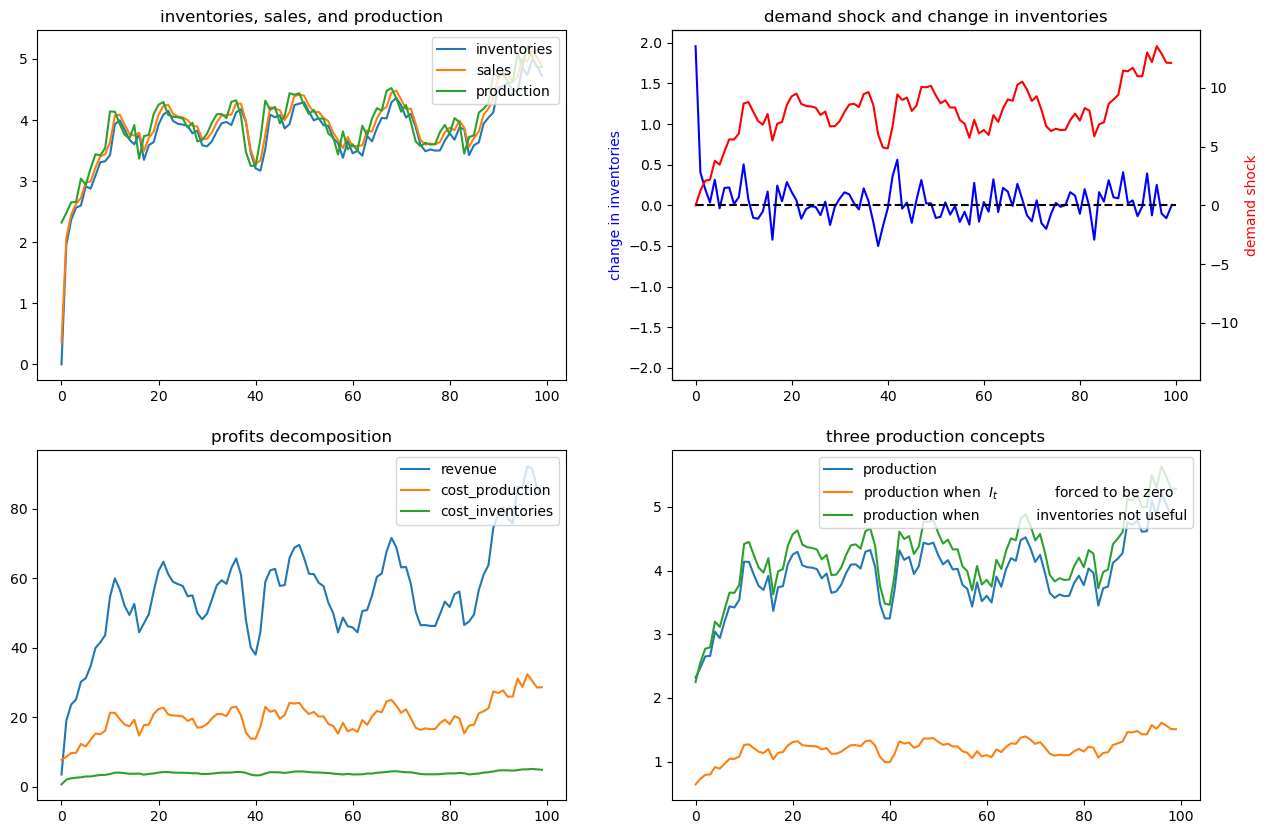 inventories, sales, and production
inventories
sales
production
5
4
3
2
1
0
0 20 40 60 80 100
demand shock and change in inventories
change in inventories
2.0
1.5
1.0
0.5
0.0
−0.5
−1.0
−1.5
−2.0
10
5
0
−5
−10
demand shock
0 20 40 60 80 100
profits decomposition
revenue
cost_production
cost_inventories
80
60
40
20
0
0 20 40 60 80 100
three production concepts
production
production when I_t forced to be zero
production when inventories not useful
5
4
3
2
1
0 20 40 60 80 100